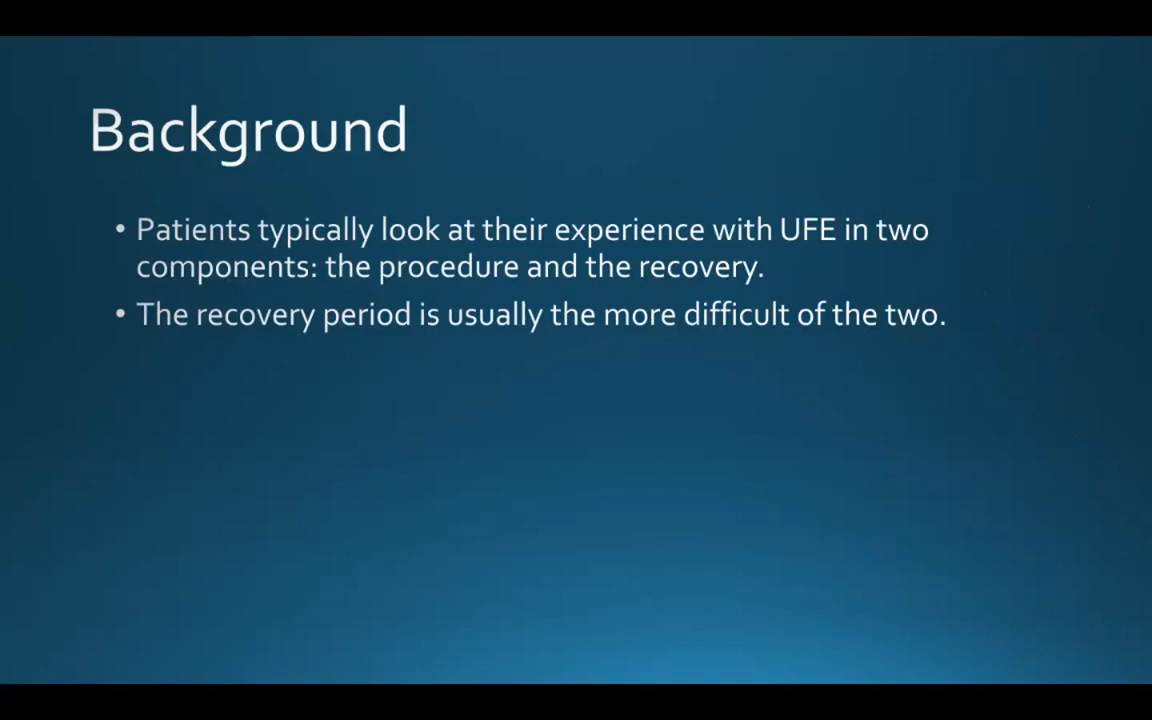 Background
• Patients typically look at their experience with UFE in two
components: the procedure and the recovery.
• The recovery period is usually the more difficult of the two.